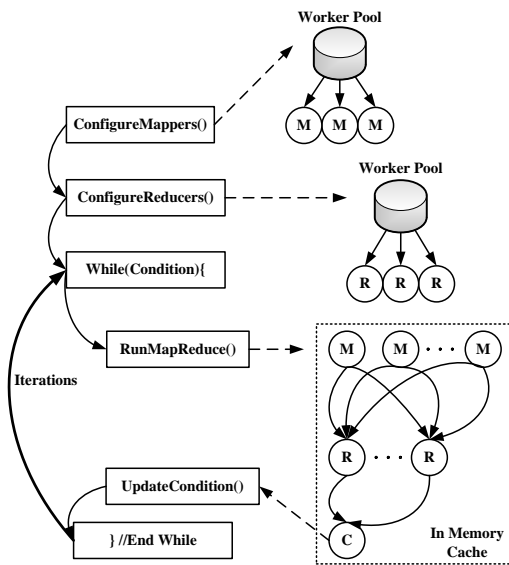 Worker Pool
M M M
ConfigureMappers()
Worker Pool
ConfigureReducers()
R R R
While(Condition){
RunMapReduce()
M M · · · M
Iterations
R · · · R
UpdateCondition()
} //End While
C
In Memory
Cache